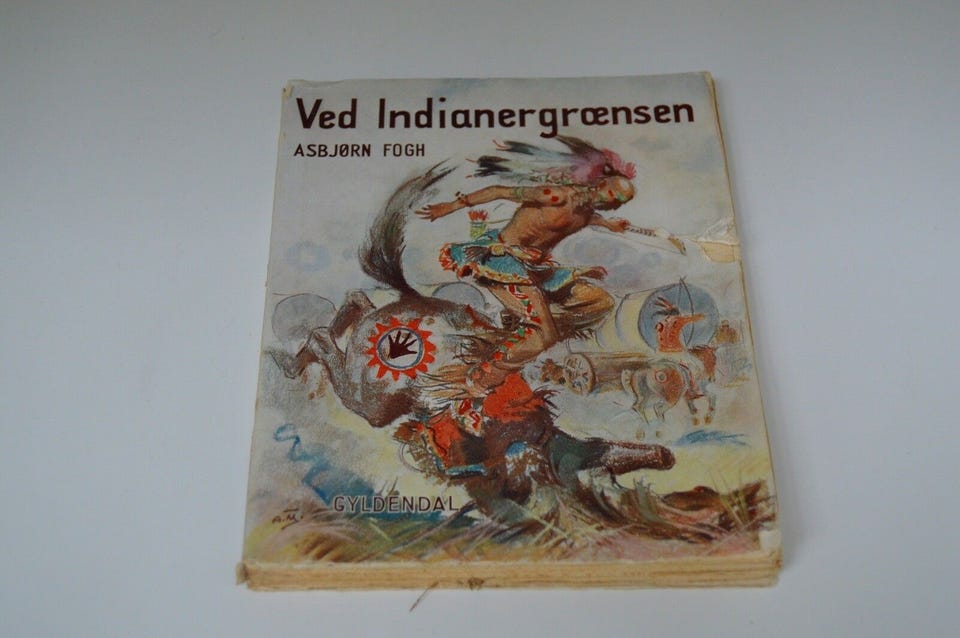 Ved Indianergrænsen
ASBJØRN FOGH
GYLDENDAL
A.M.